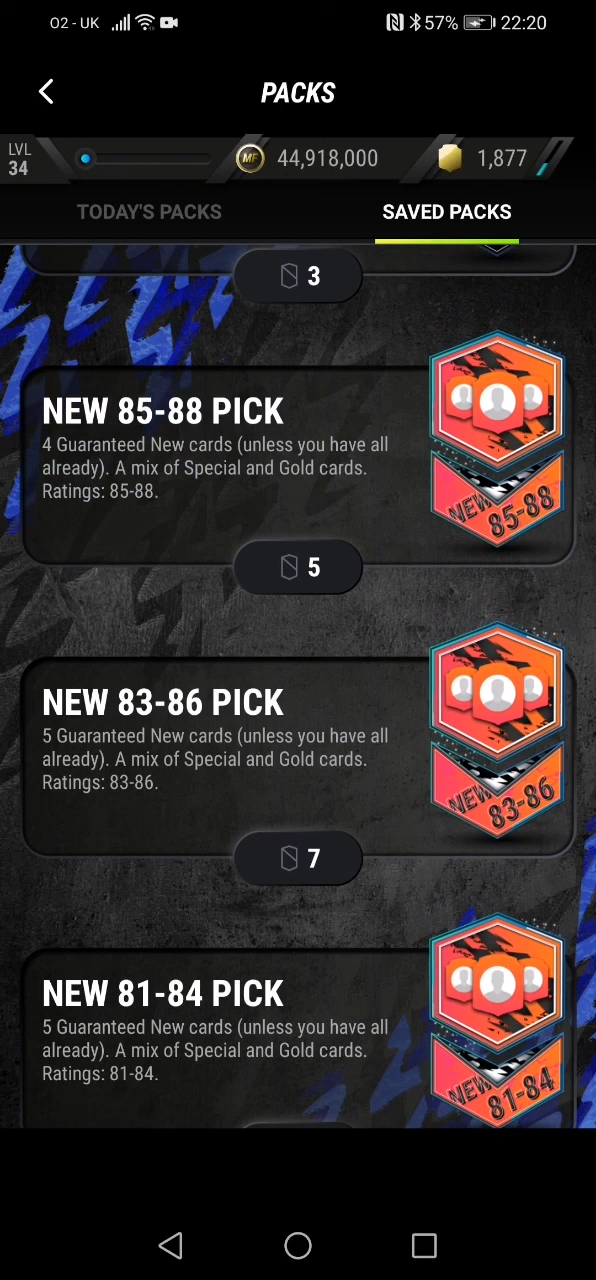 O2 - UK 57% 22:20
PACKS
LVL
34
MF 44,918,000 1,877
TODAY'S PACKS SAVED PACKS
3
NEW 85-88 PICK
4 Guaranteed New cards (unless you have all
already). A mix of Special and Gold cards.
Ratings: 85-88.
NEW 85-88
5
NEW 83-86 PICK
5 Guaranteed New cards (unless you have all
already). A mix of Special and Gold cards.
Ratings: 83-86.
NEW 83-86
7
NEW 81-84 PICK
5 Guaranteed New cards (unless you have all
already). A mix of Special and Gold cards.
Ratings: 81-84.
NEW 81-84